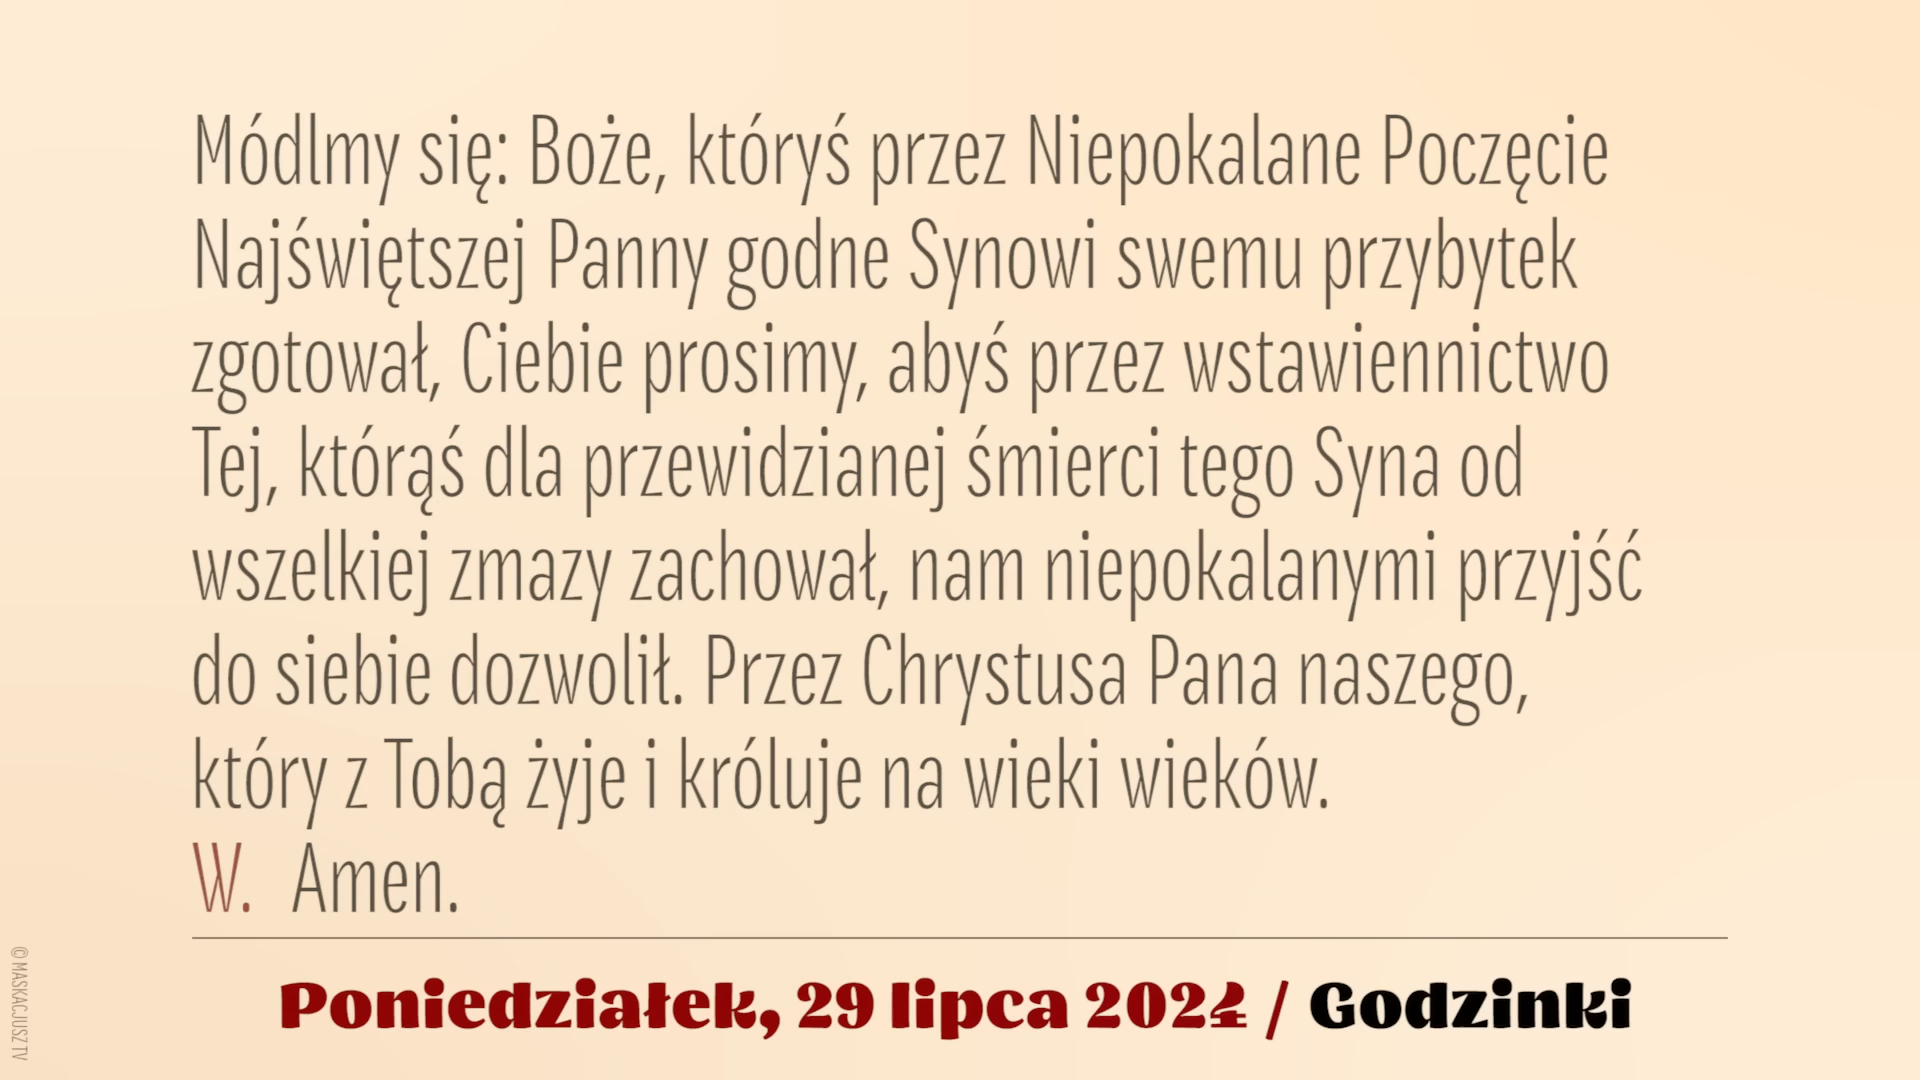 Módlmy się: Boże, któryś przez Niepokalane Poczęcie
Najświętszej Panny godne Synowi swemu przybytek
zgotował, Ciebie prosimy, abyś przez wstawiennictwo
Tej, którąś dla przewidzianej śmierci tego Syna od
wszelkiej zmazy zachował, nam niepokalanymi przyjść
do siebie dozwolił. Przez Chrystusa Pana naszego,
który z Tobą żyje i króluje na wieki wieków.
W. Amen.
Poniedziałek, 29 lipca 2024 / Godzinki
© MASKACJUSZ TV